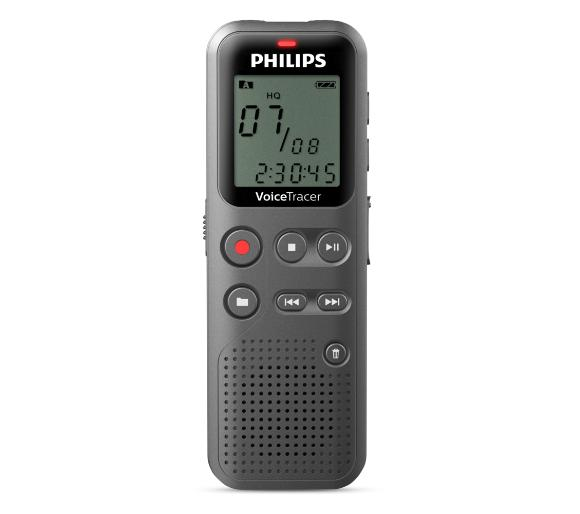 PHILIPS
A
HQ
07/08
2:30:45
VoiceTracer